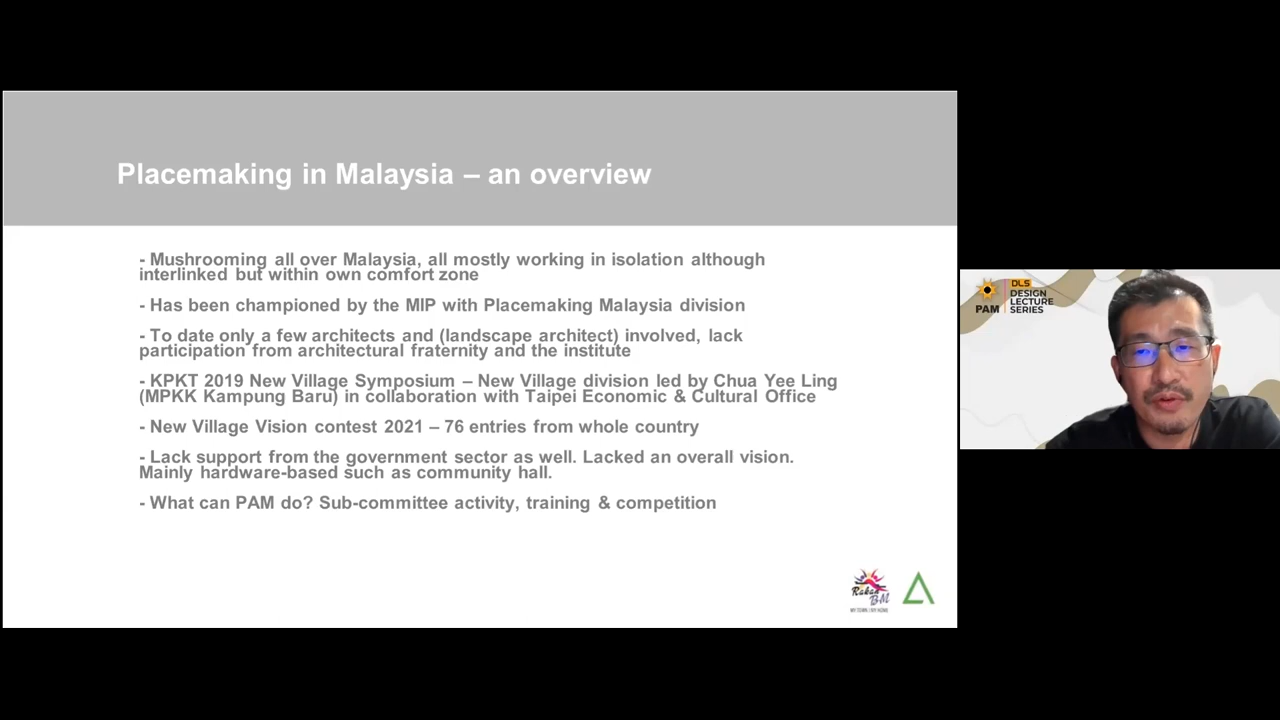 Placemaking in Malaysia – an overview
- Mushrooming all over Malaysia, all mostly working in isolation although
interlinked but within own comfort zone
- Has been championed by the MIP with Placemaking Malaysia division
- To date only a few architects and (landscape architect) involved, lack
participation from architectural fraternity and the institute
- KPKT 2019 New Village Symposium – New Village division led by Chua Yee Ling
(MPKK Kampung Baru) in collaboration with Taipei Economic & Cultural Office
- New Village Vision contest 2021 – 76 entries from whole country
- Lack support from the government sector as well. Lacked an overall vision.
Mainly hardware-based such as community hall.
- What can PAM do? Sub-committee activity, training & competition
Rakan
BM
PAM
DLS
DESIGN
LECTURE
SERIES